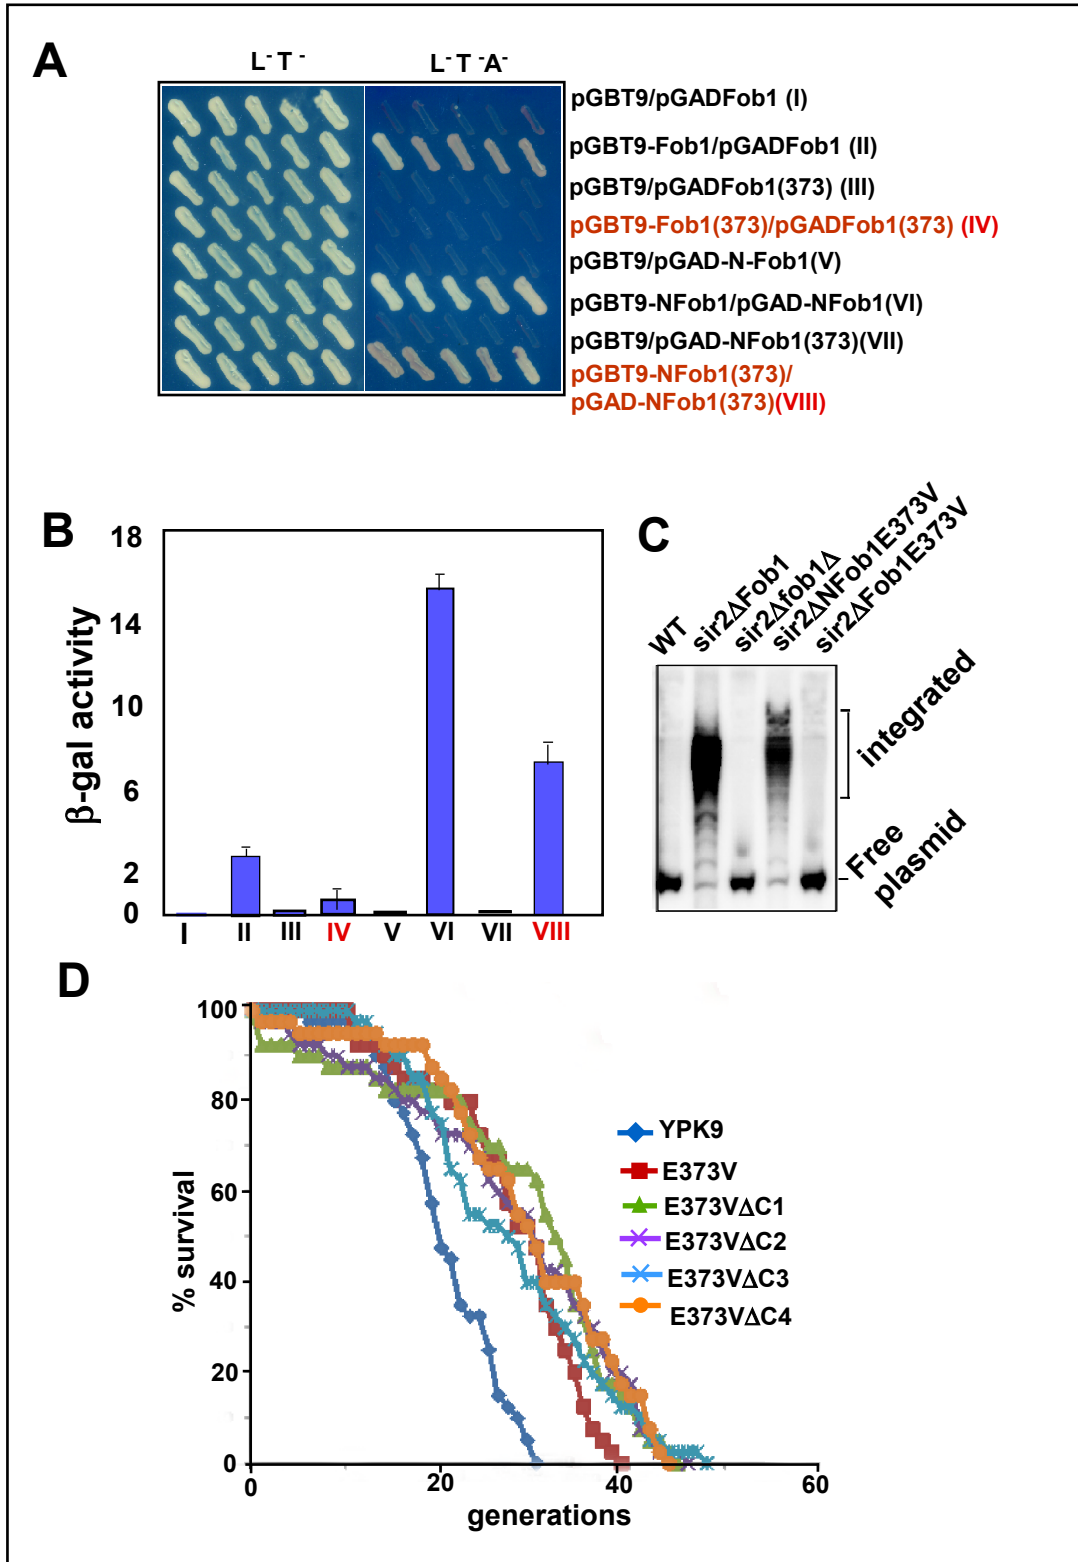 A
L- T -
L- T -A-
pGBT9/pGADFob1 (I)
pGBT9-Fob1/pGADFob1 (II)
pGBT9/pGADFob1(373) (III)
pGBT9-Fob1(373)/pGADFob1(373) (IV)
pGBT9/pGAD-N-Fob1(V)
pGBT9-NFob1/pGAD-NFob1(VI)
pGBT9/pGAD-NFob1(373)(VII)
pGBT9-NFob1(373)/
pGAD-NFob1(373)(VIII)
B
β-gal activity
18
14
10
6
2
0
I II III IV V VI VII VIII
C
WT
sir2ΔFob1
sir2Δfob1Δ
sir2ΔNFob1E373V
sir2ΔFob1E373V
integrated
Free
plasmid
D
% survival
100
80
60
40
20
0
0 20 40 60
generations
YPK9
E373V
E373VΔC1
E373VΔC2
E373VΔC3
E373VΔC4